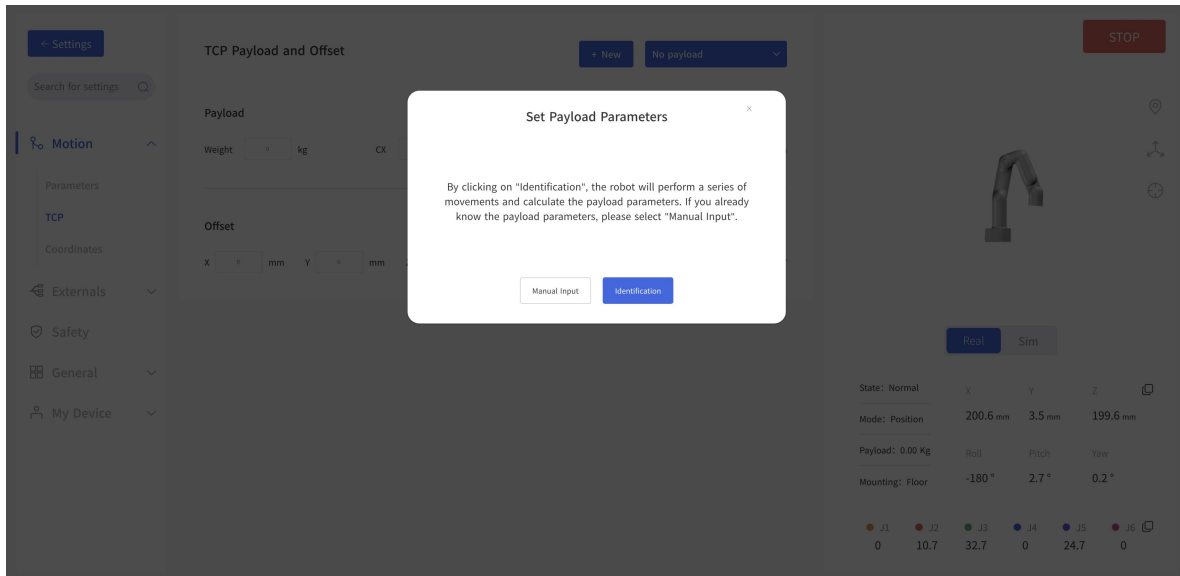 ← Settings
Search for settings
Motion
Parameters
TCP
Coordinates
Externals
Safety
General
My Device
TCP Payload and Offset
+ New
No payload
Payload
Weight 0 kg CX
Offset
X 0 mm Y 0 mm
Set Payload Parameters
×
By clicking on "Identification", the robot will perform a series of
movements and calculate the payload parameters. If you already
know the payload parameters, please select "Manual Input".
Manual Input
Identification
STOP
Real Sim
State: Normal
Mode: Position
Payload: 0.00 Kg
Mounting: Floor
X Y Z
200.6 mm 3.5 mm 199.6 mm
Roll Pitch Yaw
-180 ° 2.7 ° 0.2 °
J1 J2 J3 J4 J5 J6
0 10.7 32.7 0 24.7 0